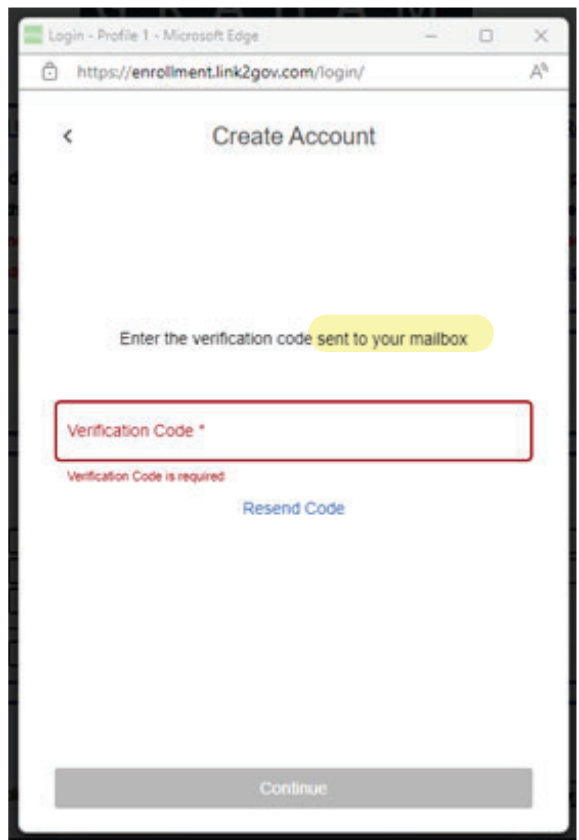 Login - Profile 1 - Microsoft Edge
https://enrollment.link2gov.com/login/
Create Account
Enter the verification code sent to your mailbox
Verification Code *
Verification Code is required
Resend Code
Continue